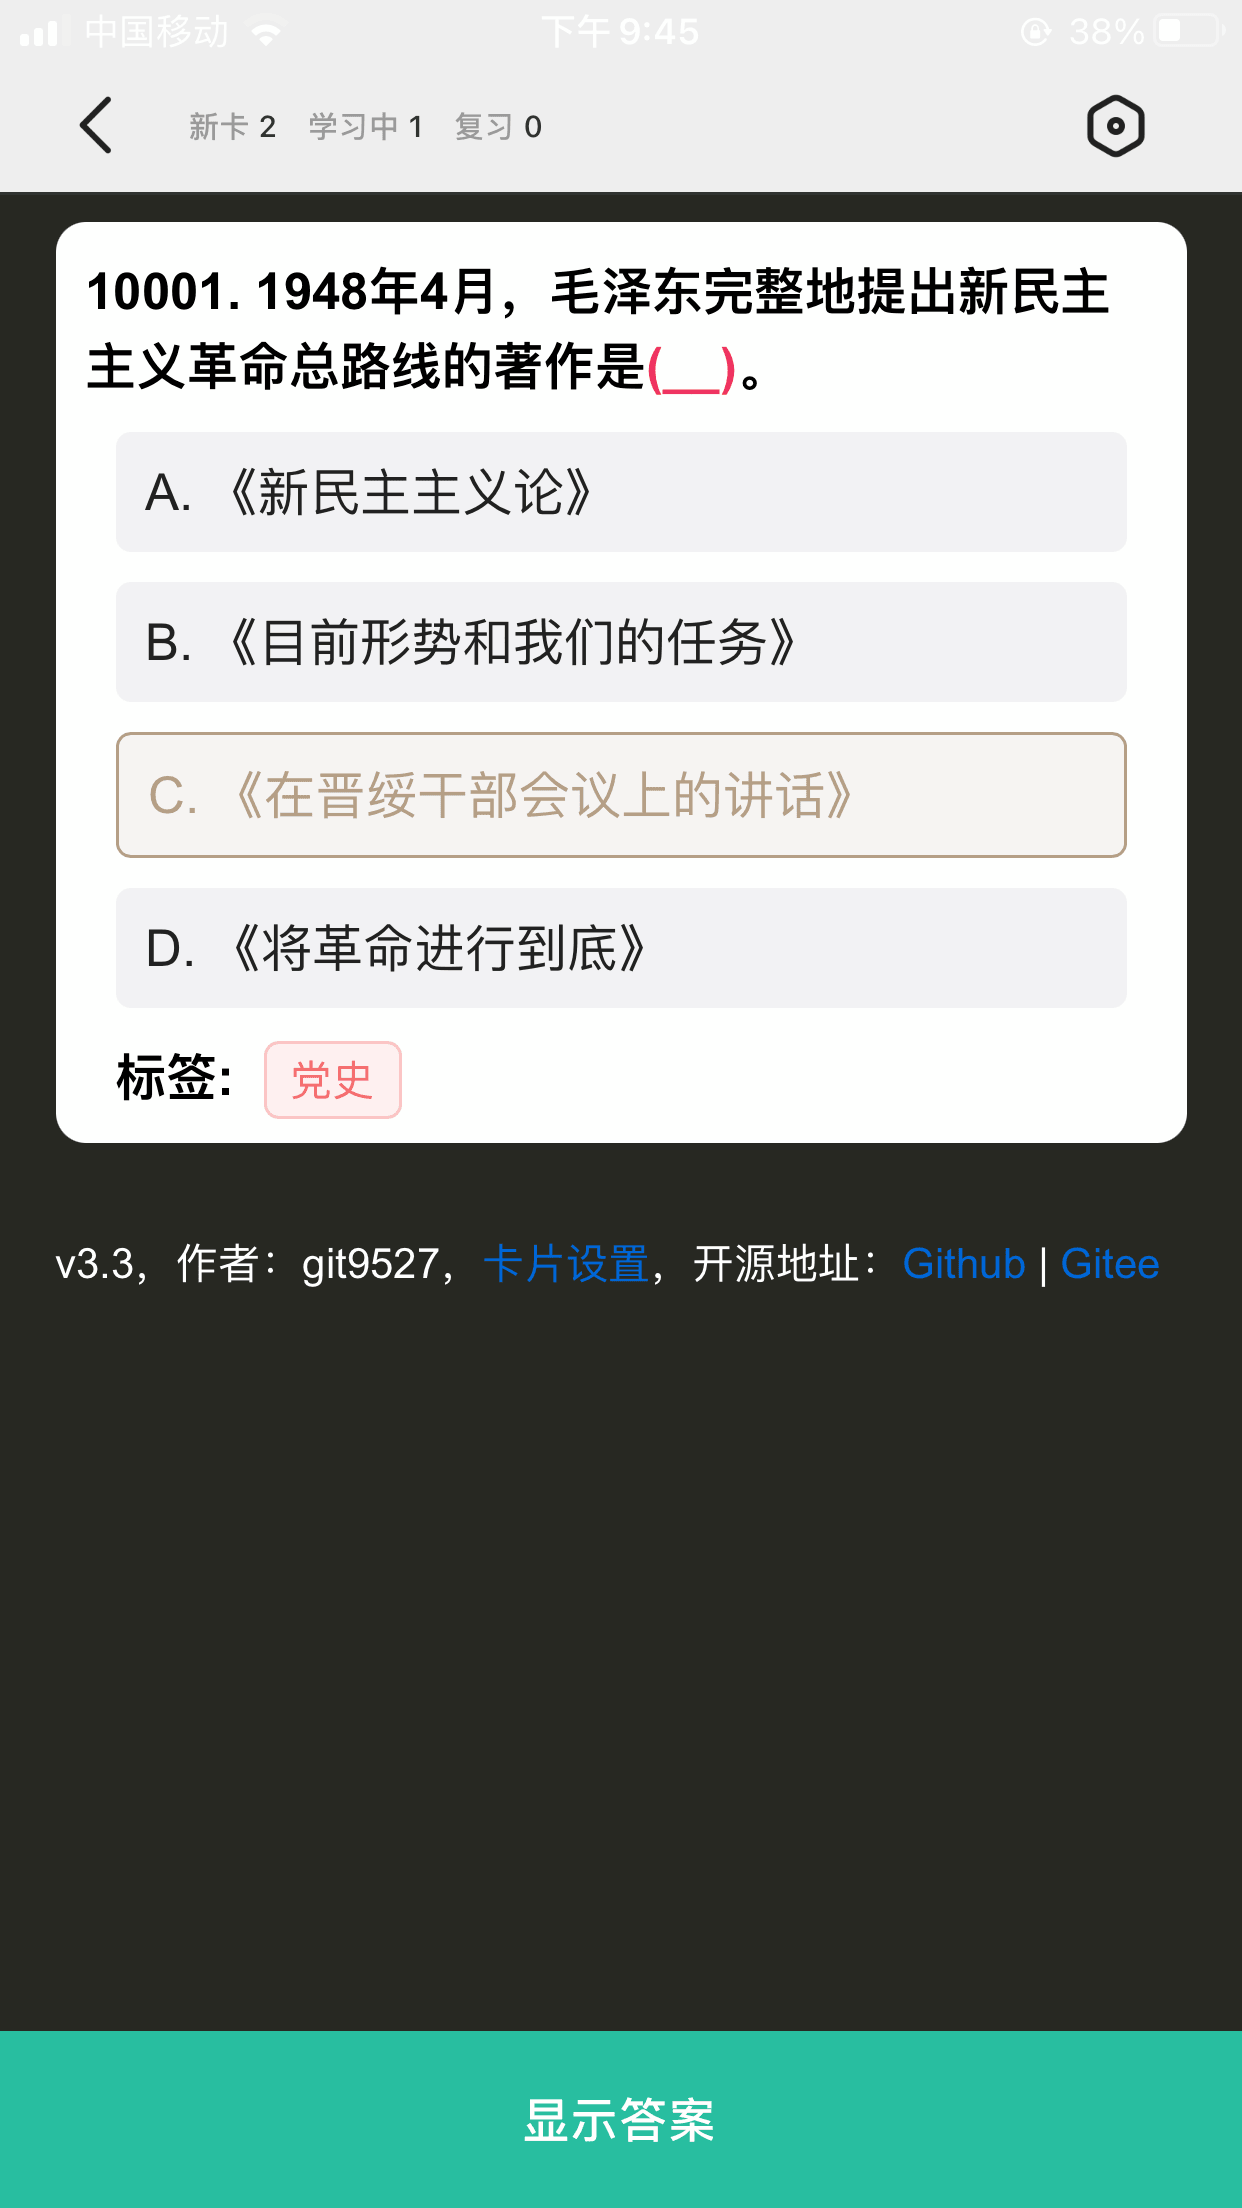 中国移动 下午 9:45 38%
新卡 2 学习中 1 复习 0
10001. 1948年4月，毛泽东完整地提出新民主
主义革命总路线的著作是(__)。
A. 《新民主主义论》
B. 《目前形势和我们的任务》
C. 《在晋绥干部会议上的讲话》
D. 《将革命进行到底》
标签: 党史
v3.3，作者：git9527，卡片设置，开源地址：Github | Gitee
显示答案